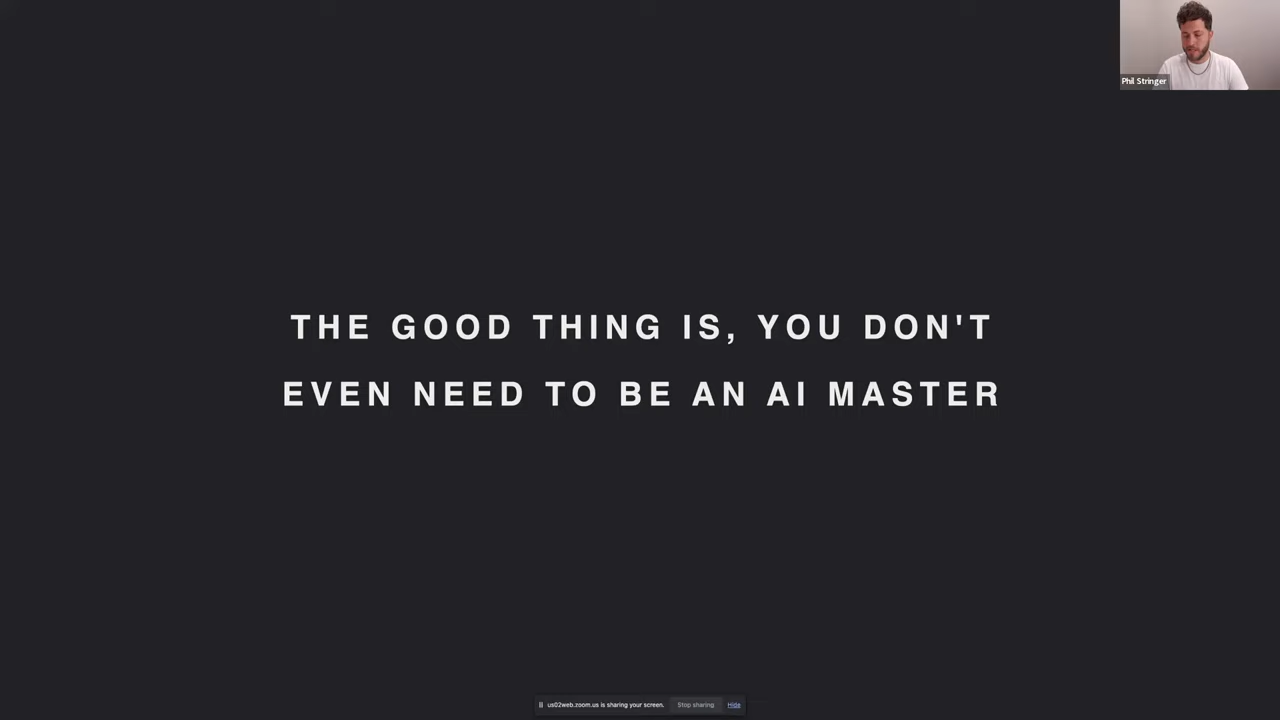 Phil Stringer
THE GOOD THING IS, YOU DON'T
EVEN NEED TO BE AN AI MASTER
us02web.zoom.us is sharing your screen. Stop sharing Hide